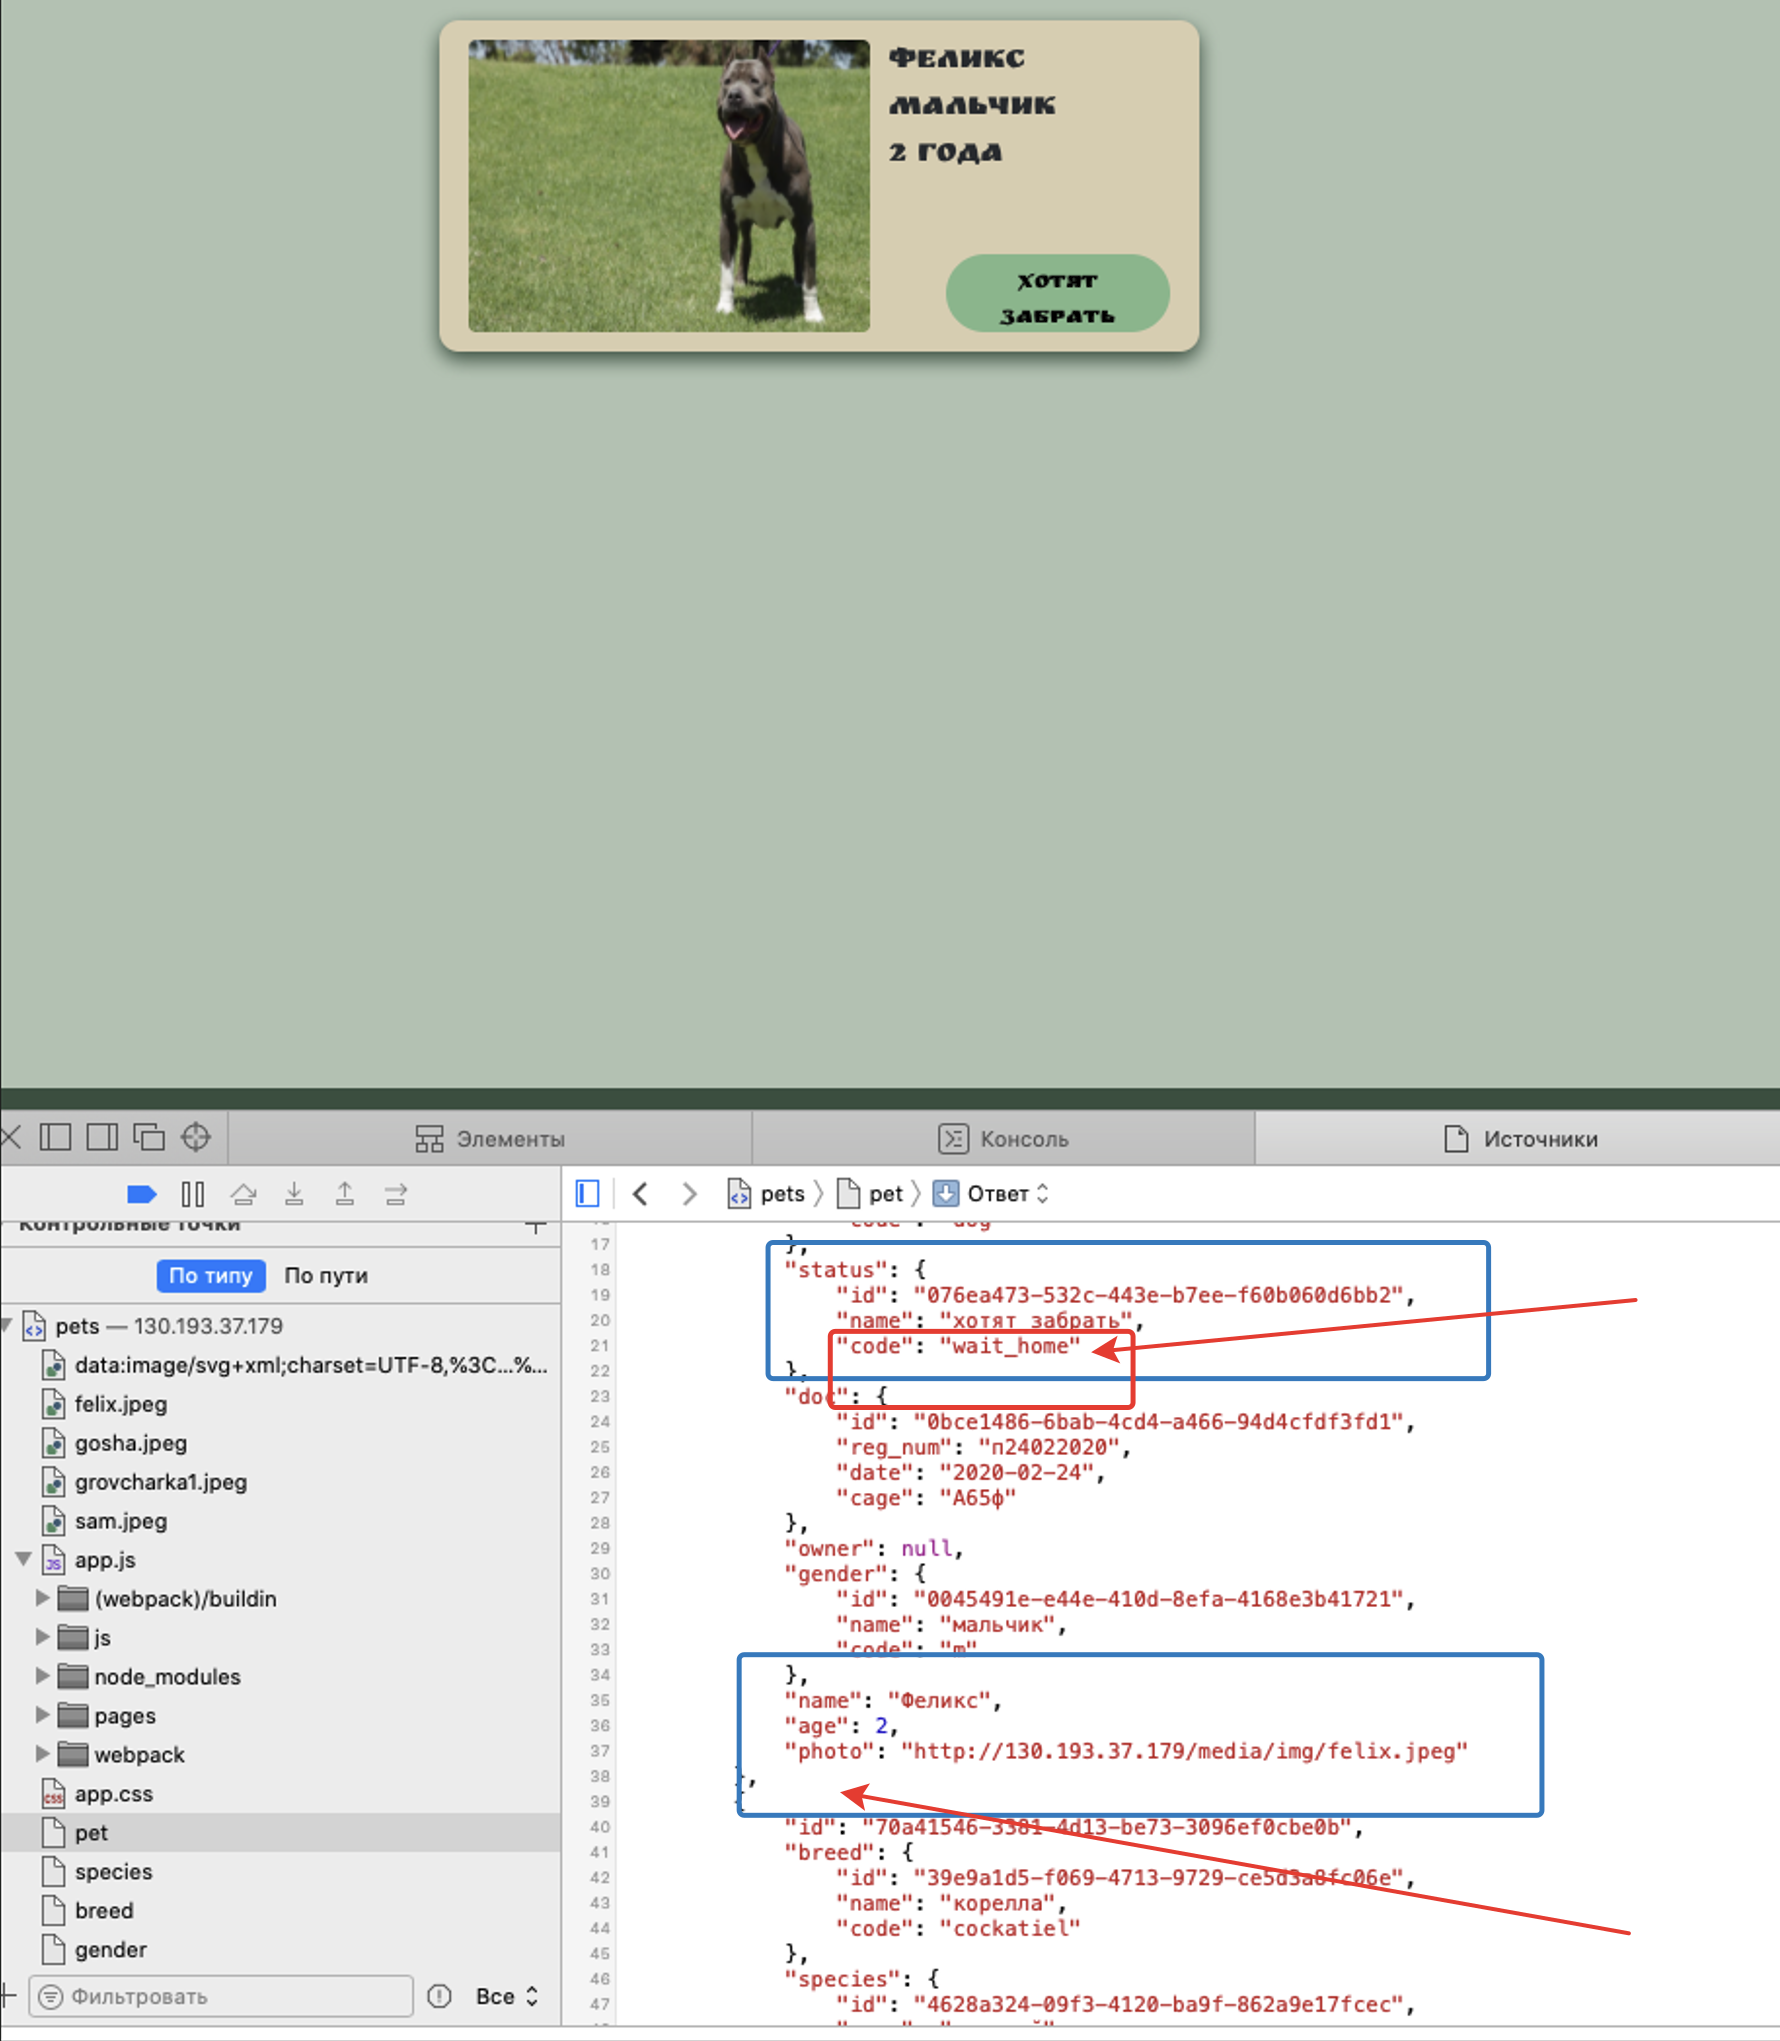 ФЕЛИКС
МАЛЬЧИК
2 ГОДА
ХОТЯТ
ЗАБРАТЬ
Элементы
Консоль
Источники
Контрольные точки
По типу По пути
pets — 130.193.37.179
data:image/svg+xml;charset=UTF-8,%3C...%...
felix.jpeg
gosha.jpeg
grovcharka1.jpeg
sam.jpeg
app.js
(webpack)/buildin
js
node_modules
pages
webpack
app.css
pet
species
breed
gender
Фильтровать
Все
pets 〉 pet 〉 Ответ
17 },
18 "status": {
19 "id": "076ea473-532c-443e-b7ee-f60b060d6bb2",
20 "name": "хотят забрать",
21 "code": "wait_home"
22 },
23 "doc": {
24 "id": "0bce1486-6bab-4cd4-a466-94d4cfdf3fd1",
25 "reg_num": "п24022020",
26 "date": "2020-02-24",
27 "cage": "А65ф"
28 },
29 "owner": null,
30 "gender": {
31 "id": "0045491e-e44e-410d-8efa-4168e3b41721",
32 "name": "мальчик",
33 "code": "m"
34 },
35 "name": "Феликс",
36 "age": 2,
37 "photo": "http://130.193.37.179/media/img/felix.jpeg"
38 },
39 {
40 "id": "70a41546-3381-4d13-be73-3096ef0cbe0b",
41 "breed": {
42 "id": "39e9a1d5-f069-4713-9729-ce5d3a8fc06e",
43 "name": "корелла",
44 "code": "cockatiel"
45 },
46 "species": {
47 "id": "4628a324-09f3-4120-ba9f-862a9e17fcec",